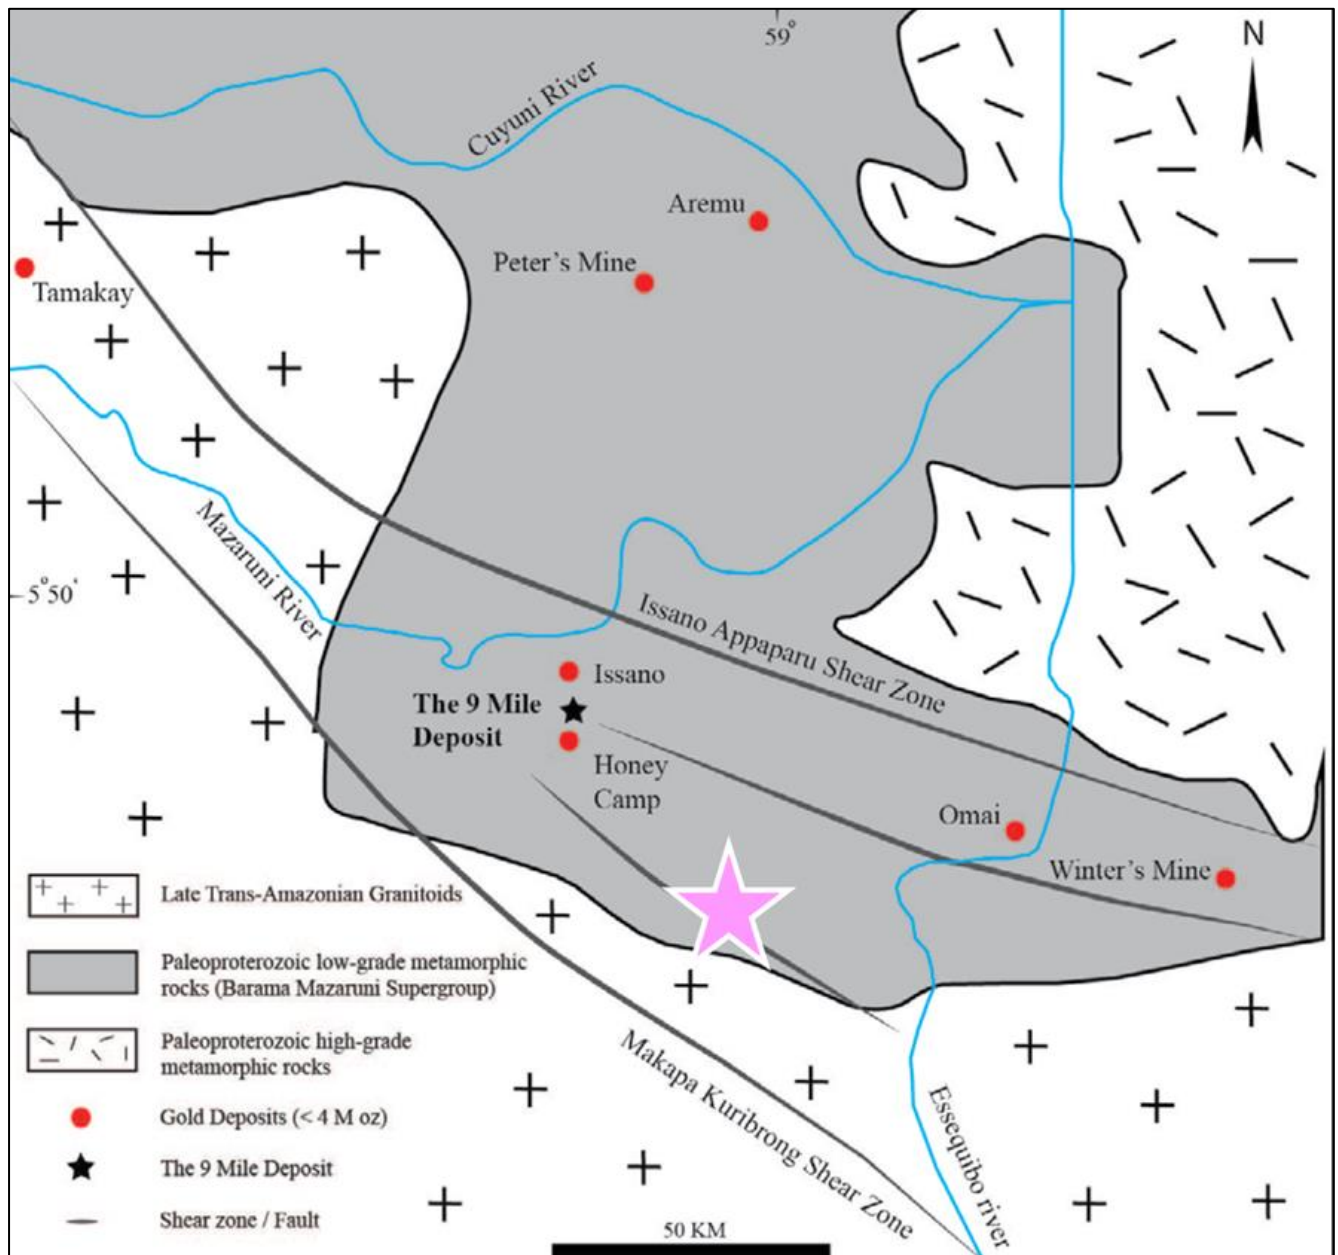 59°
N
Cuyuni River
Aremu
Peter's Mine
Tamakay
Mazaruni River
5°50'
Issano Appaparu Shear Zone
Issano
The 9 Mile
Deposit
Honey
Camp
Omai
Winter's Mine
Makapa Kuribrong Shear Zone
Essequibo river
Late Trans-Amazonian Granitoids
Paleoproterozoic low-grade metamorphic
rocks (Barama Mazaruni Supergroup)
Paleoproterozoic high-grade
metamorphic rocks
Gold Deposits (< 4 M oz)
The 9 Mile Deposit
Shear zone / Fault
50 KM